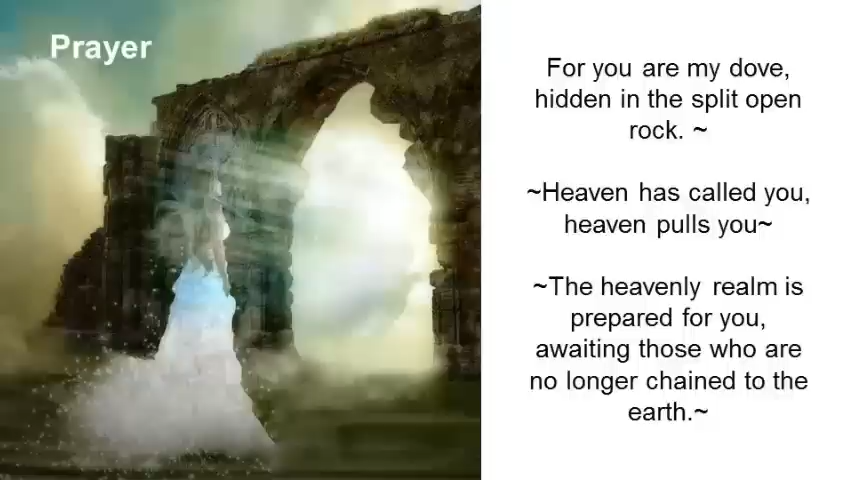 Prayer
For you are my dove,
hidden in the split open
rock. ~
~Heaven has called you,
heaven pulls you~
~The heavenly realm is
prepared for you,
awaiting those who are
no longer chained to the
earth.~